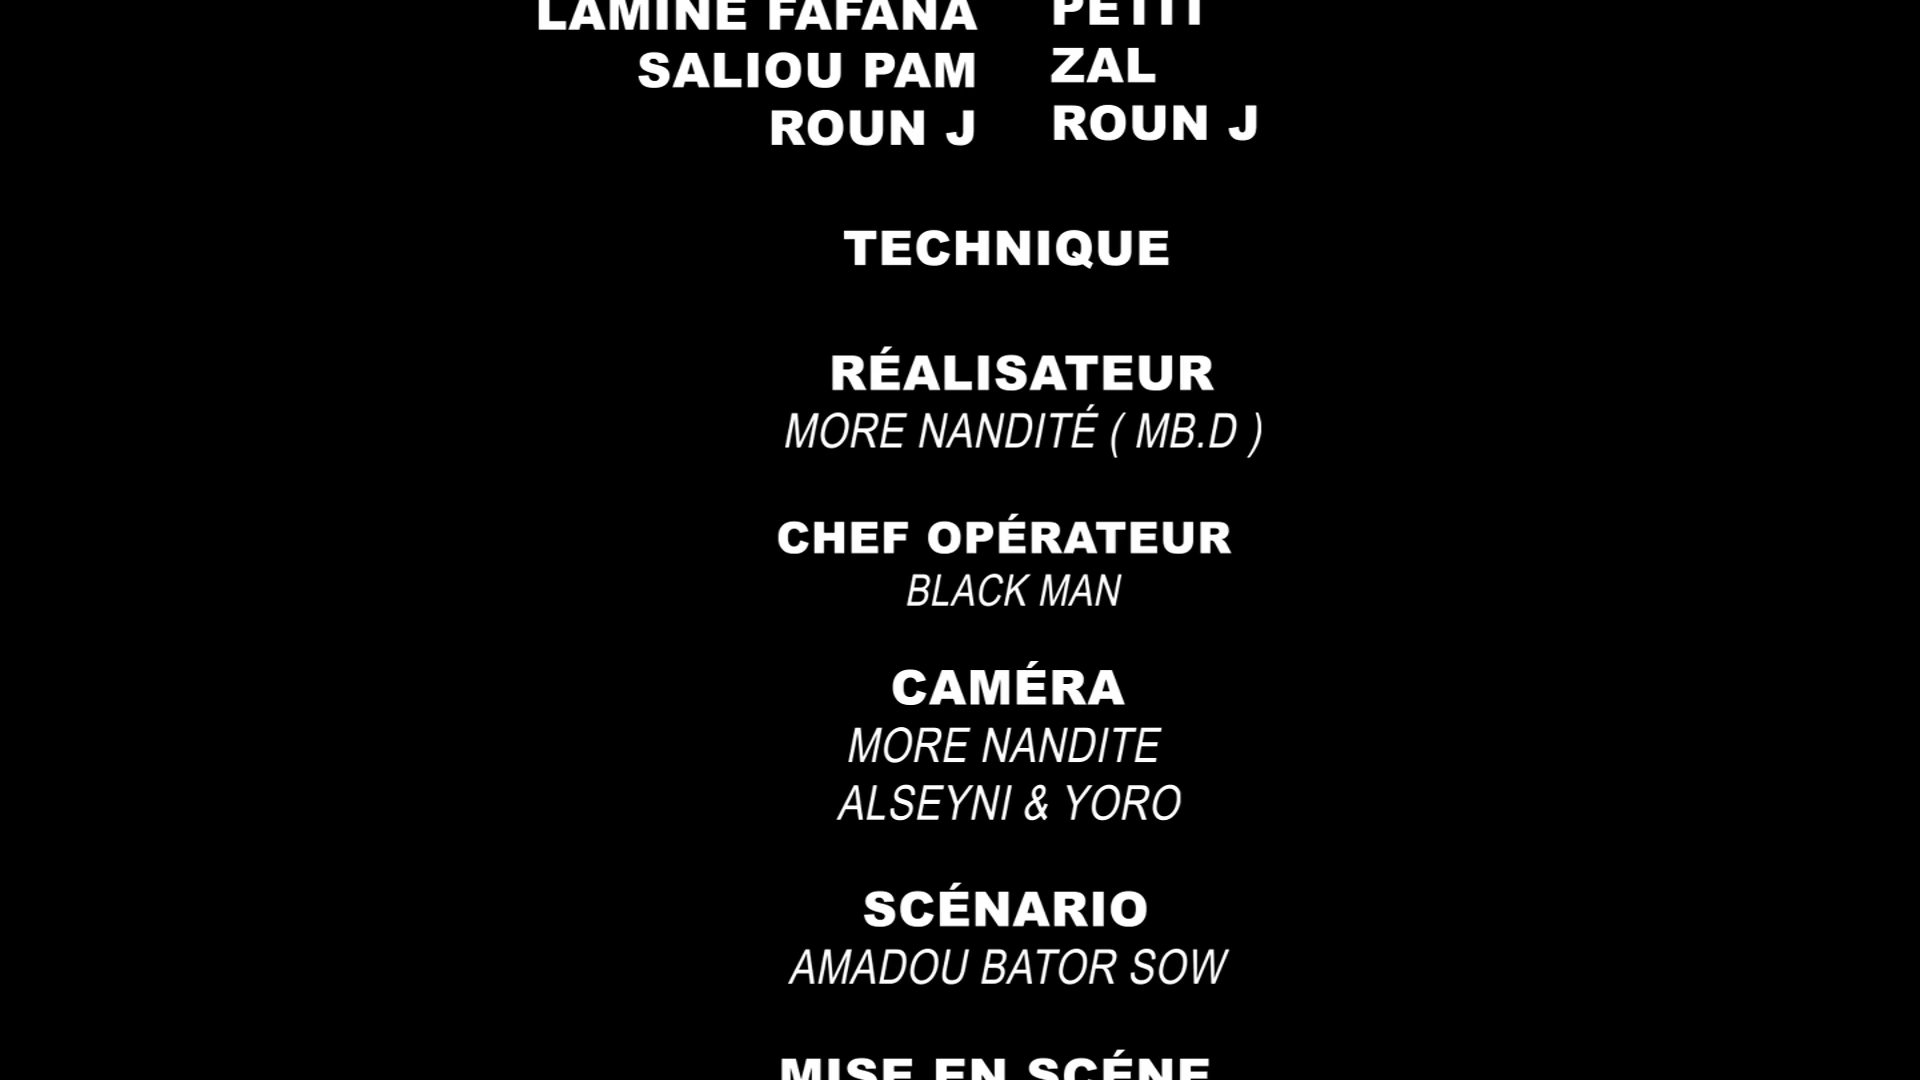 LAMINE FAFANA PETIT
SALIOU PAM ZAL
ROUN J ROUN J
TECHNIQUE
RÉALISATEUR
MORE NANDITÉ ( MB.D )
CHEF OPÉRATEUR
BLACK MAN
CAMÉRA
MORE NANDITE
ALSEYNI & YORO
SCÉNARIO
AMADOU BATOR SOW
MISE EN SCÉNE